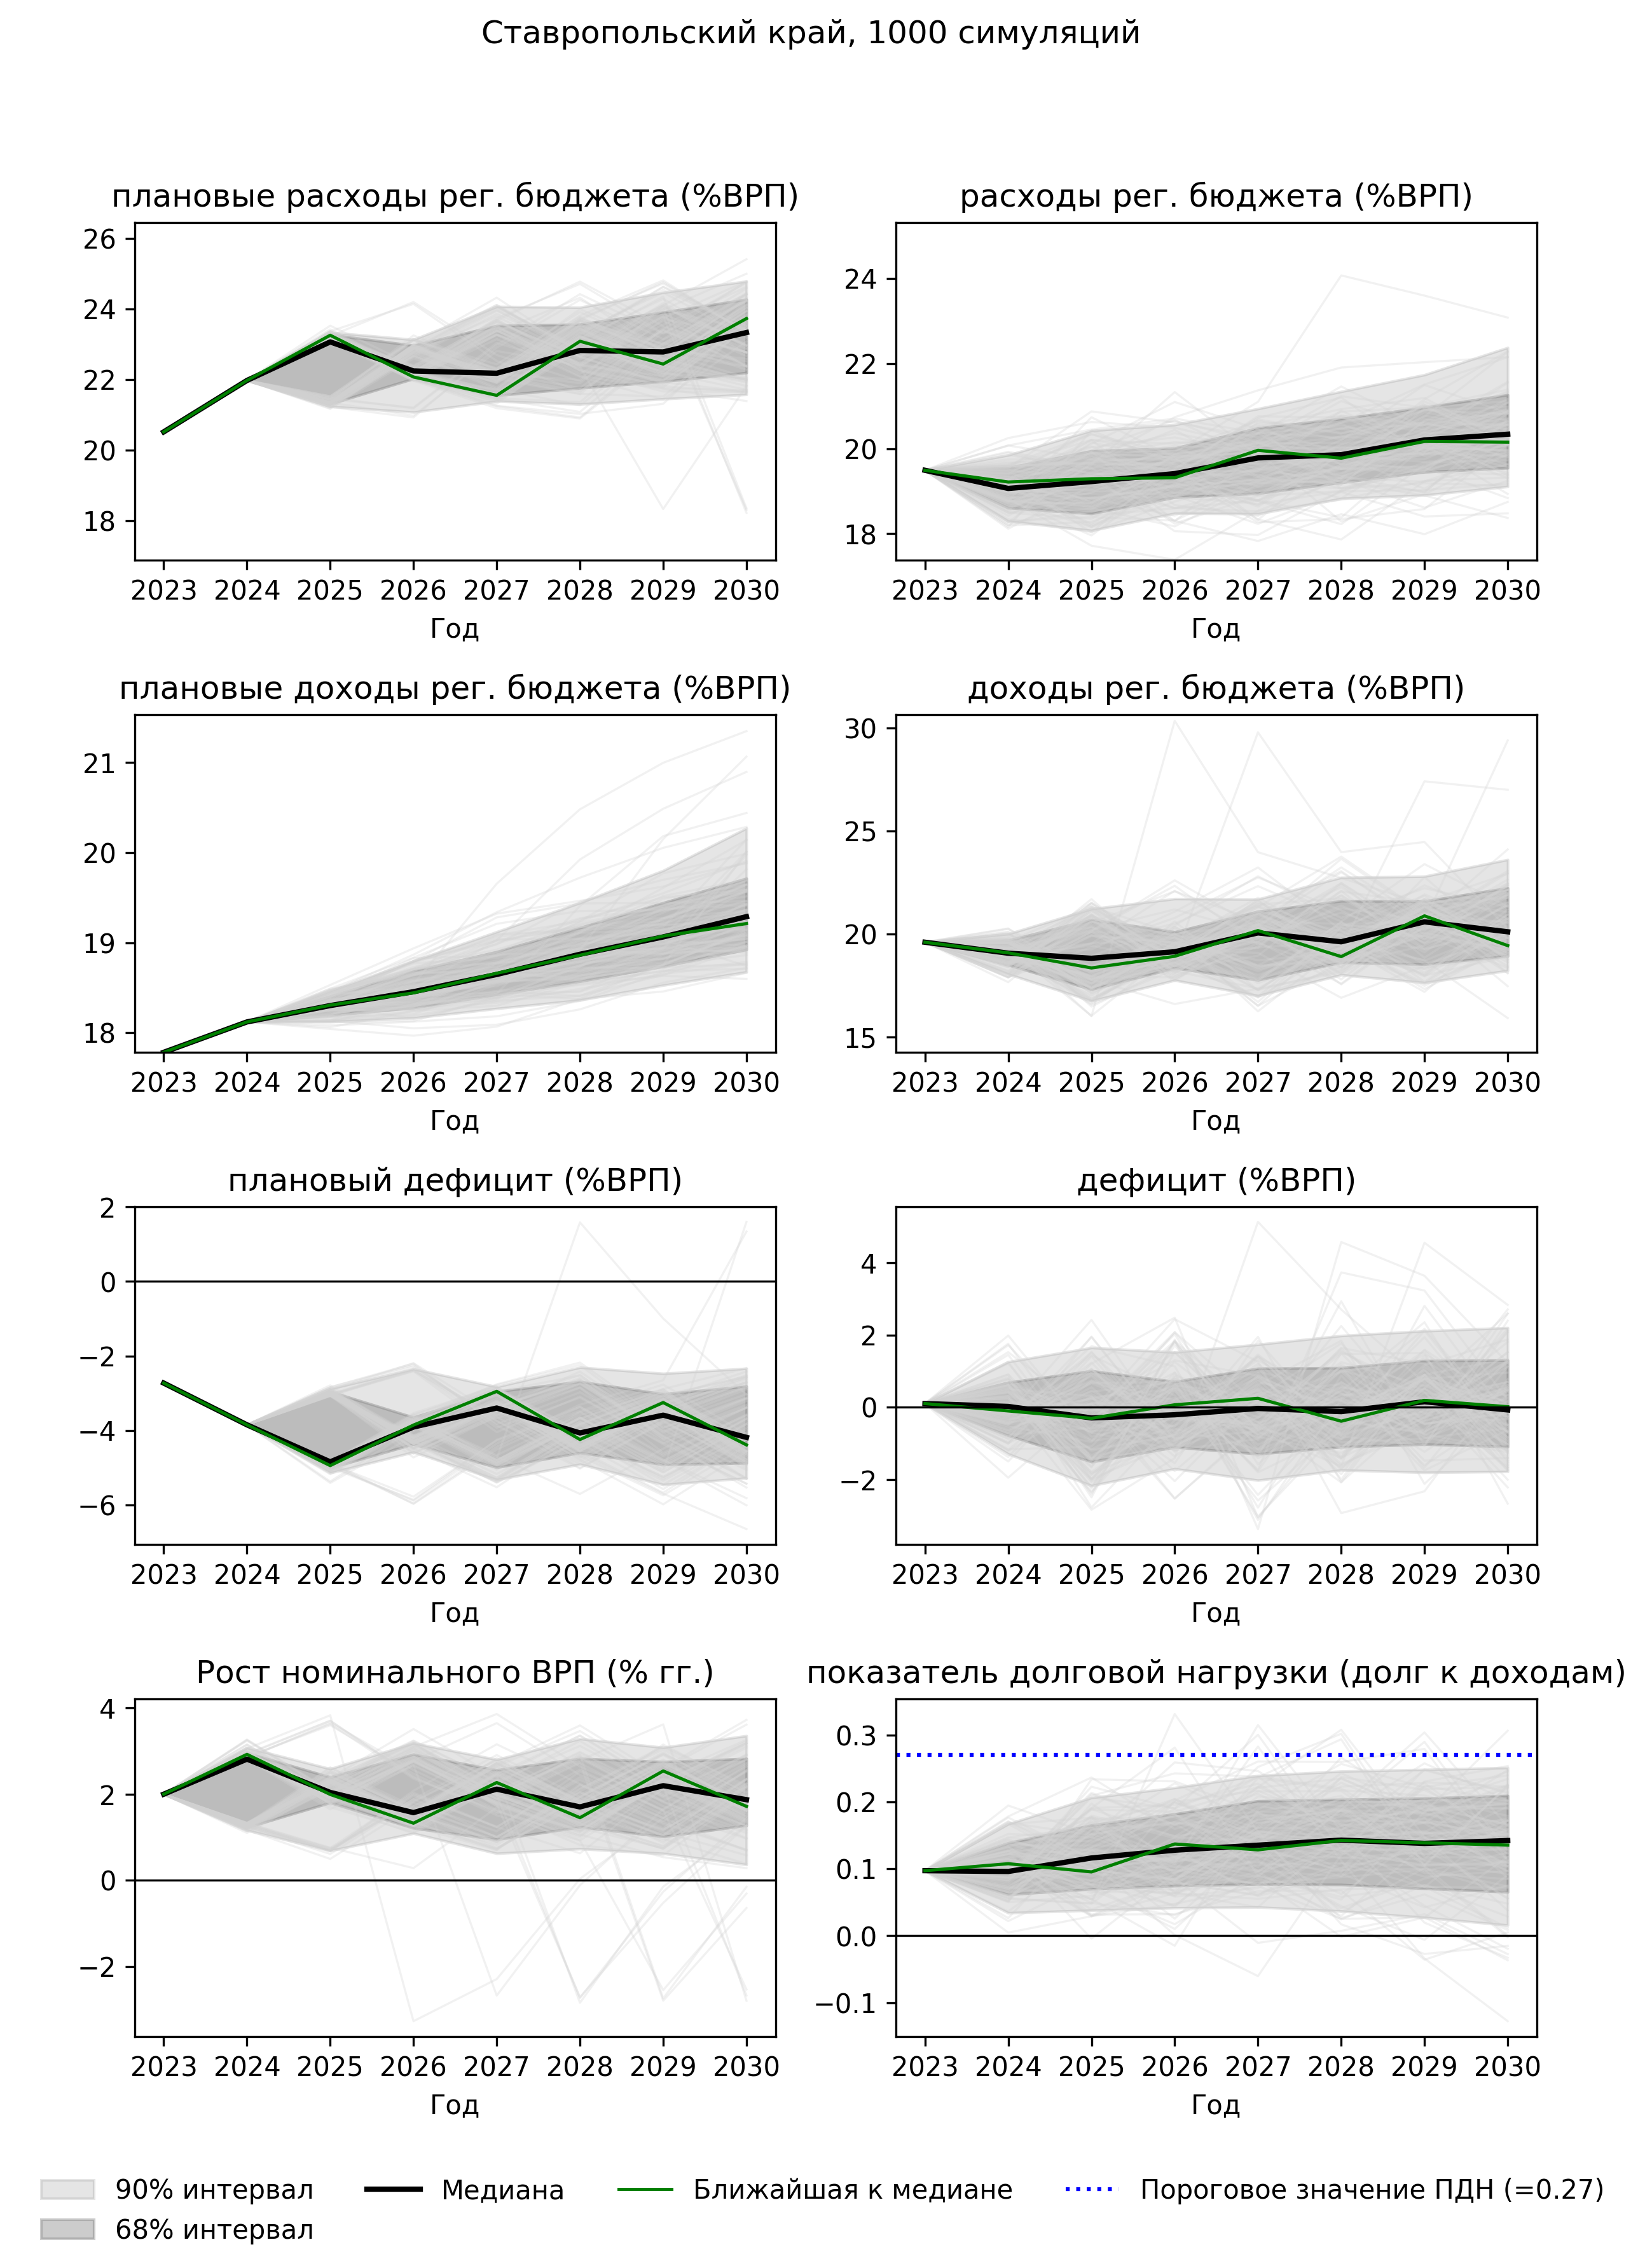 Ставропольский край, 1000 симуляций
плановые расходы рег. бюджета (%ВРП)
26
24
22
20
18
2023 2024 2025 2026 2027 2028 2029 2030
Год
расходы рег. бюджета (%ВРП)
24
22
20
18
2023 2024 2025 2026 2027 2028 2029 2030
Год
плановые доходы рег. бюджета (%ВРП)
21
20
19
18
2023 2024 2025 2026 2027 2028 2029 2030
Год
доходы рег. бюджета (%ВРП)
30
25
20
15
2023 2024 2025 2026 2027 2028 2029 2030
Год
плановый дефицит (%ВРП)
2
0
−2
−4
−6
2023 2024 2025 2026 2027 2028 2029 2030
Год
дефицит (%ВРП)
4
2
0
−2
2023 2024 2025 2026 2027 2028 2029 2030
Год
Рост номинального ВРП (% гг.)
4
2
0
−2
2023 2024 2025 2026 2027 2028 2029 2030
Год
показатель долговой нагрузки (долг к доходам)
0.3
0.2
0.1
0.0
−0.1
2023 2024 2025 2026 2027 2028 2029 2030
Год
90% интервал
68% интервал
Медиана
Ближайшая к медиане
Пороговое значение ПДН (=0.27)